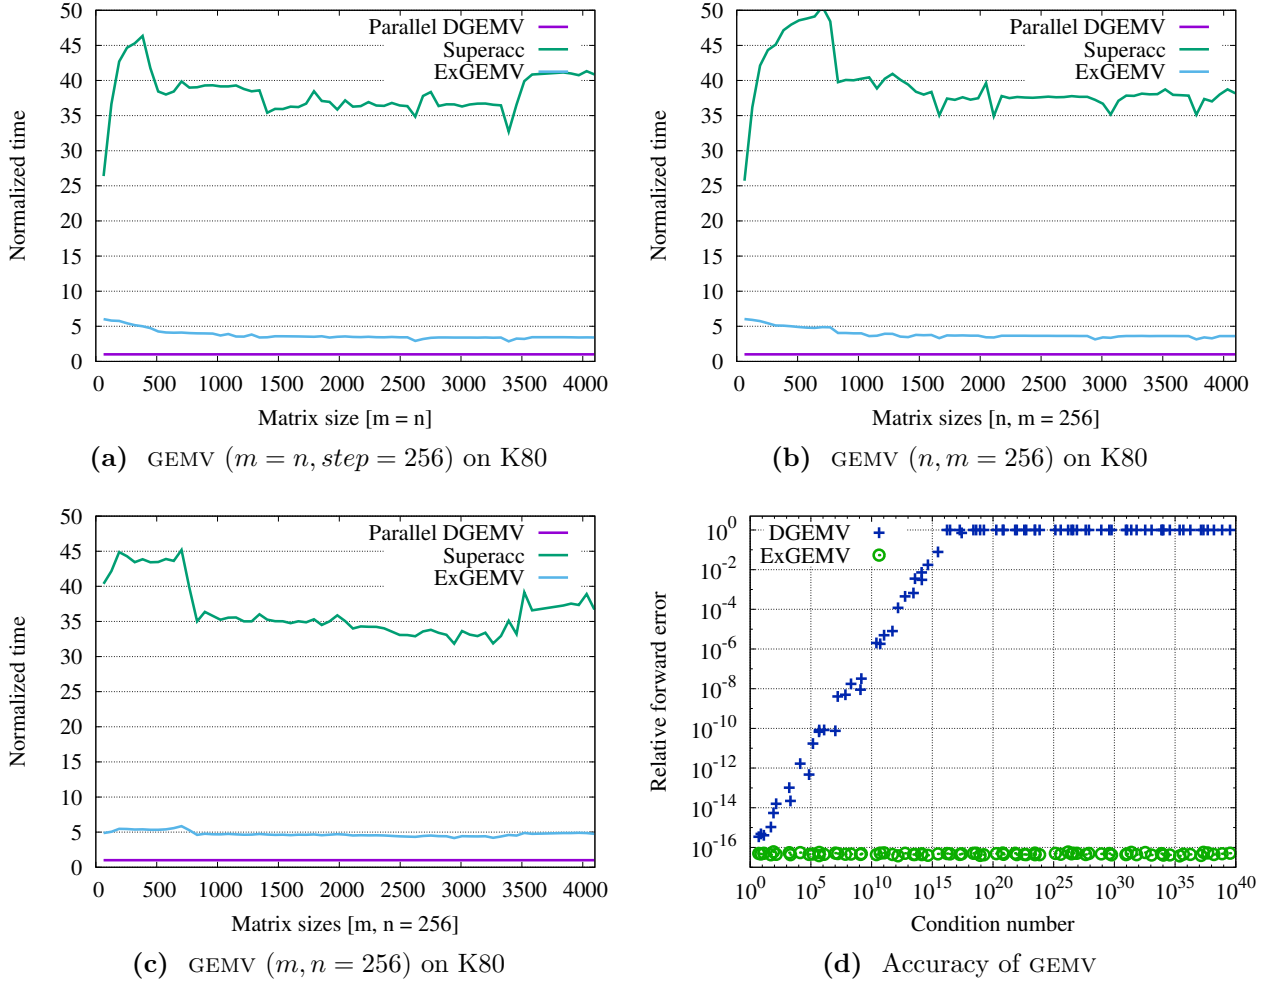 Parallel DGEMV
Superacc
ExGEMV
Normalized time
50
45
40
35
30
25
20
15
10
5
0
0 500 1000 1500 2000 2500 3000 3500 4000
Matrix size [m = n]
(a) GEMV (m = n, step = 256) on K80
Parallel DGEMV
Superacc
ExGEMV
Normalized time
50
45
40
35
30
25
20
15
10
5
0
0 500 1000 1500 2000 2500 3000 3500 4000
Matrix sizes [n, m = 256]
(b) GEMV (n, m = 256) on K80
Parallel DGEMV
Superacc
ExGEMV
Normalized time
50
45
40
35
30
25
20
15
10
5
0
0 500 1000 1500 2000 2500 3000 3500 4000
Matrix sizes [m, n = 256]
(c) GEMV (m, n = 256) on K80
DGEMV
ExGEMV
Relative forward error
10^0
10^-2
10^-4
10^-6
10^-8
10^-10
10^-12
10^-14
10^-16
10^0 10^5 10^10 10^15 10^20 10^25 10^30 10^35 10^40
Condition number
(d) Accuracy of GEMV